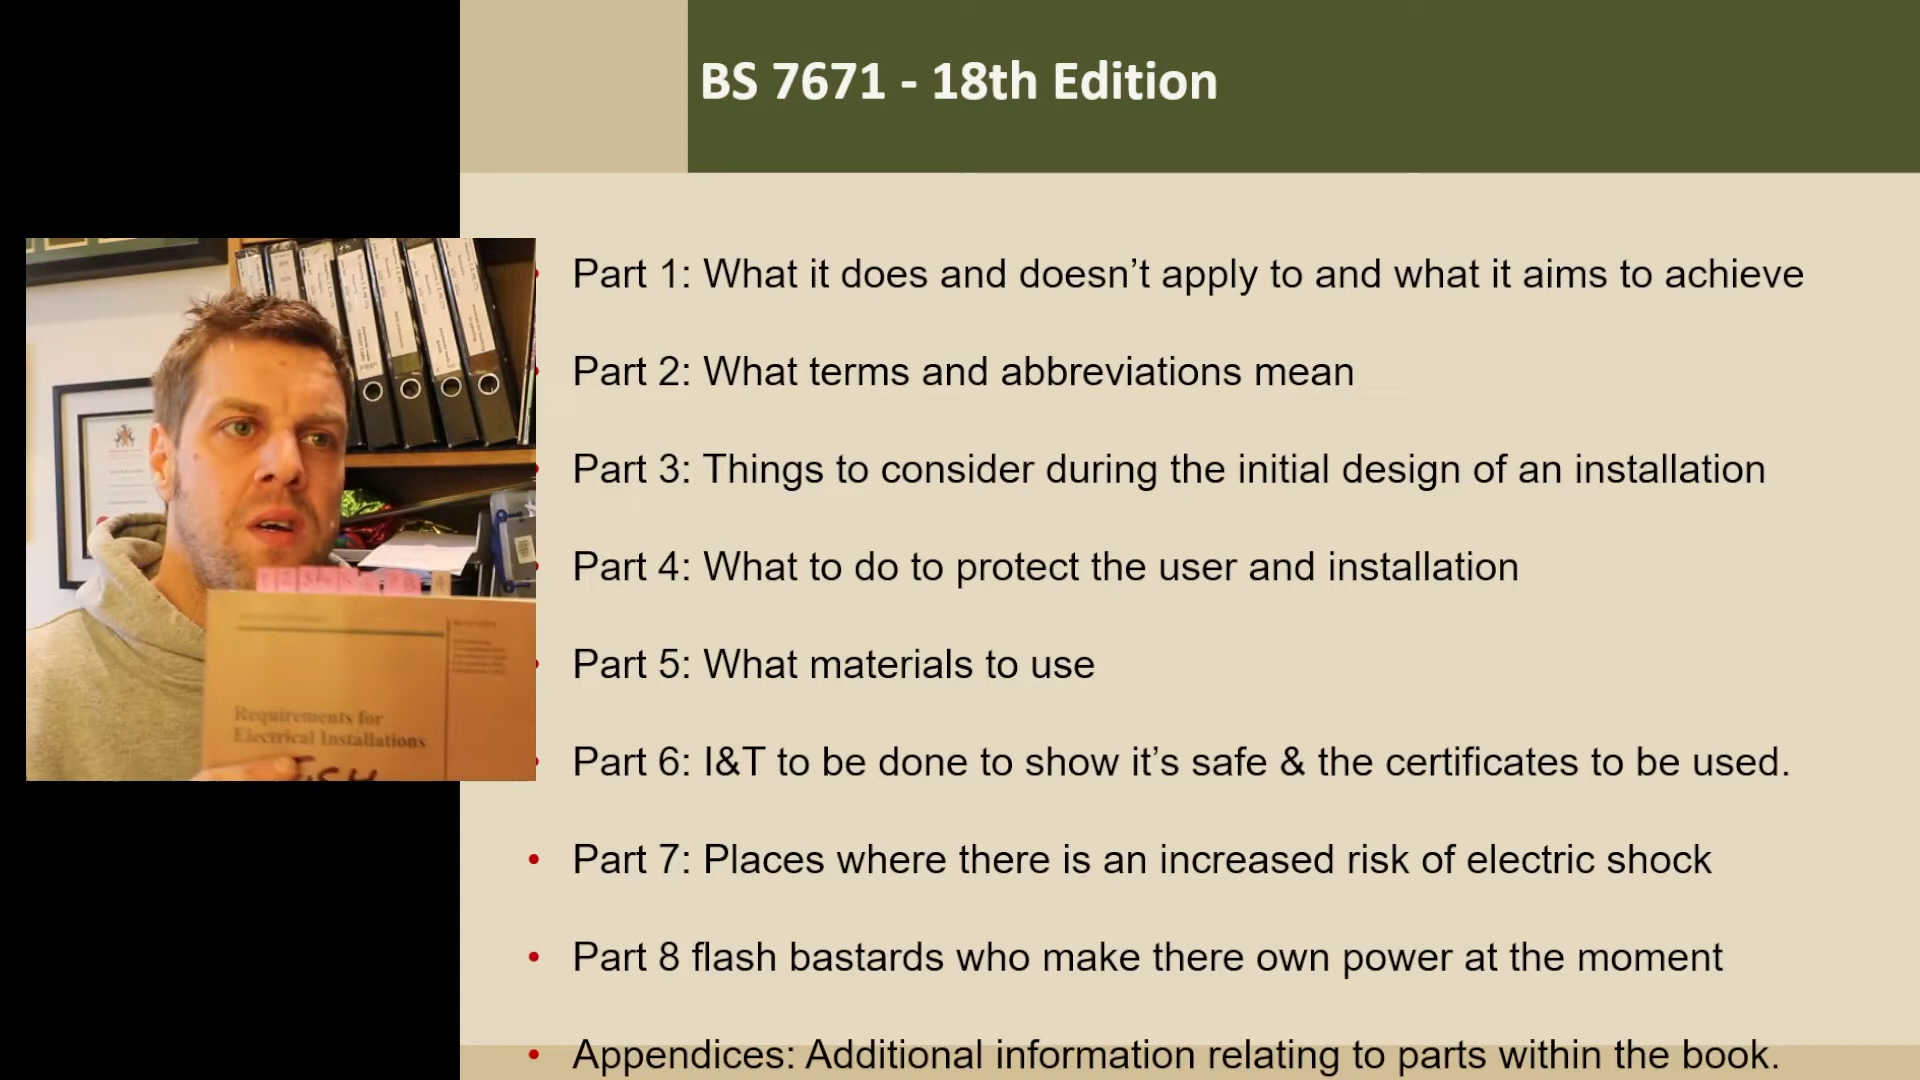 BS 7671 - 18th Edition
Part 1: What it does and doesn’t apply to and what it aims to achieve
Part 2: What terms and abbreviations mean
Part 3: Things to consider during the initial design of an installation
Part 4: What to do to protect the user and installation
Part 5: What materials to use
Part 6: I&T to be done to show it’s safe & the certificates to be used.
• Part 7: Places where there is an increased risk of electric shock
• Part 8 flash bastards who make there own power at the moment
• Appendices: Additional information relating to parts within the book.
Requirements for
Electrical Installations